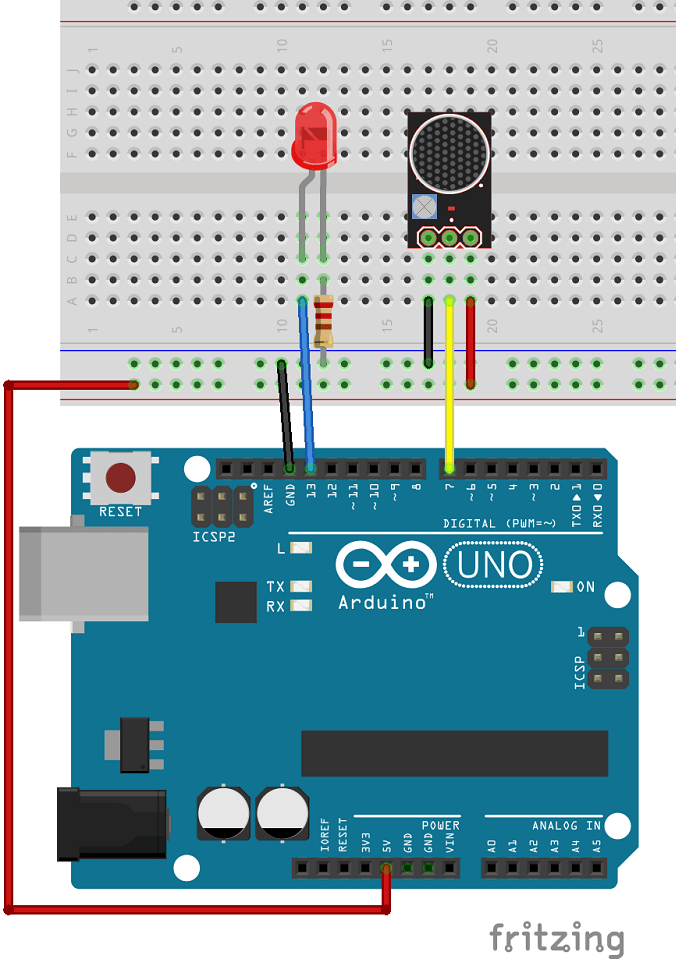 1 5 10 15 20 25
J
I
H
G
F
E
D
C
B
A
1 5 10 15 20 25
RESET
ICSP2
AREF
GND
13
12
~11
~10
~9
8
7
~6
~5
4
~3
2
TX0▶1
RX0◀0
DIGITAL (PWM=~)
L
TX
RX
UNO
Arduino™
ON
1
ICSP
POWER
ANALOG IN
IOREF
RESET
3V3
5V
GND
GND
VIN
A0
A1
A2
A3
A4
A5
fritzing